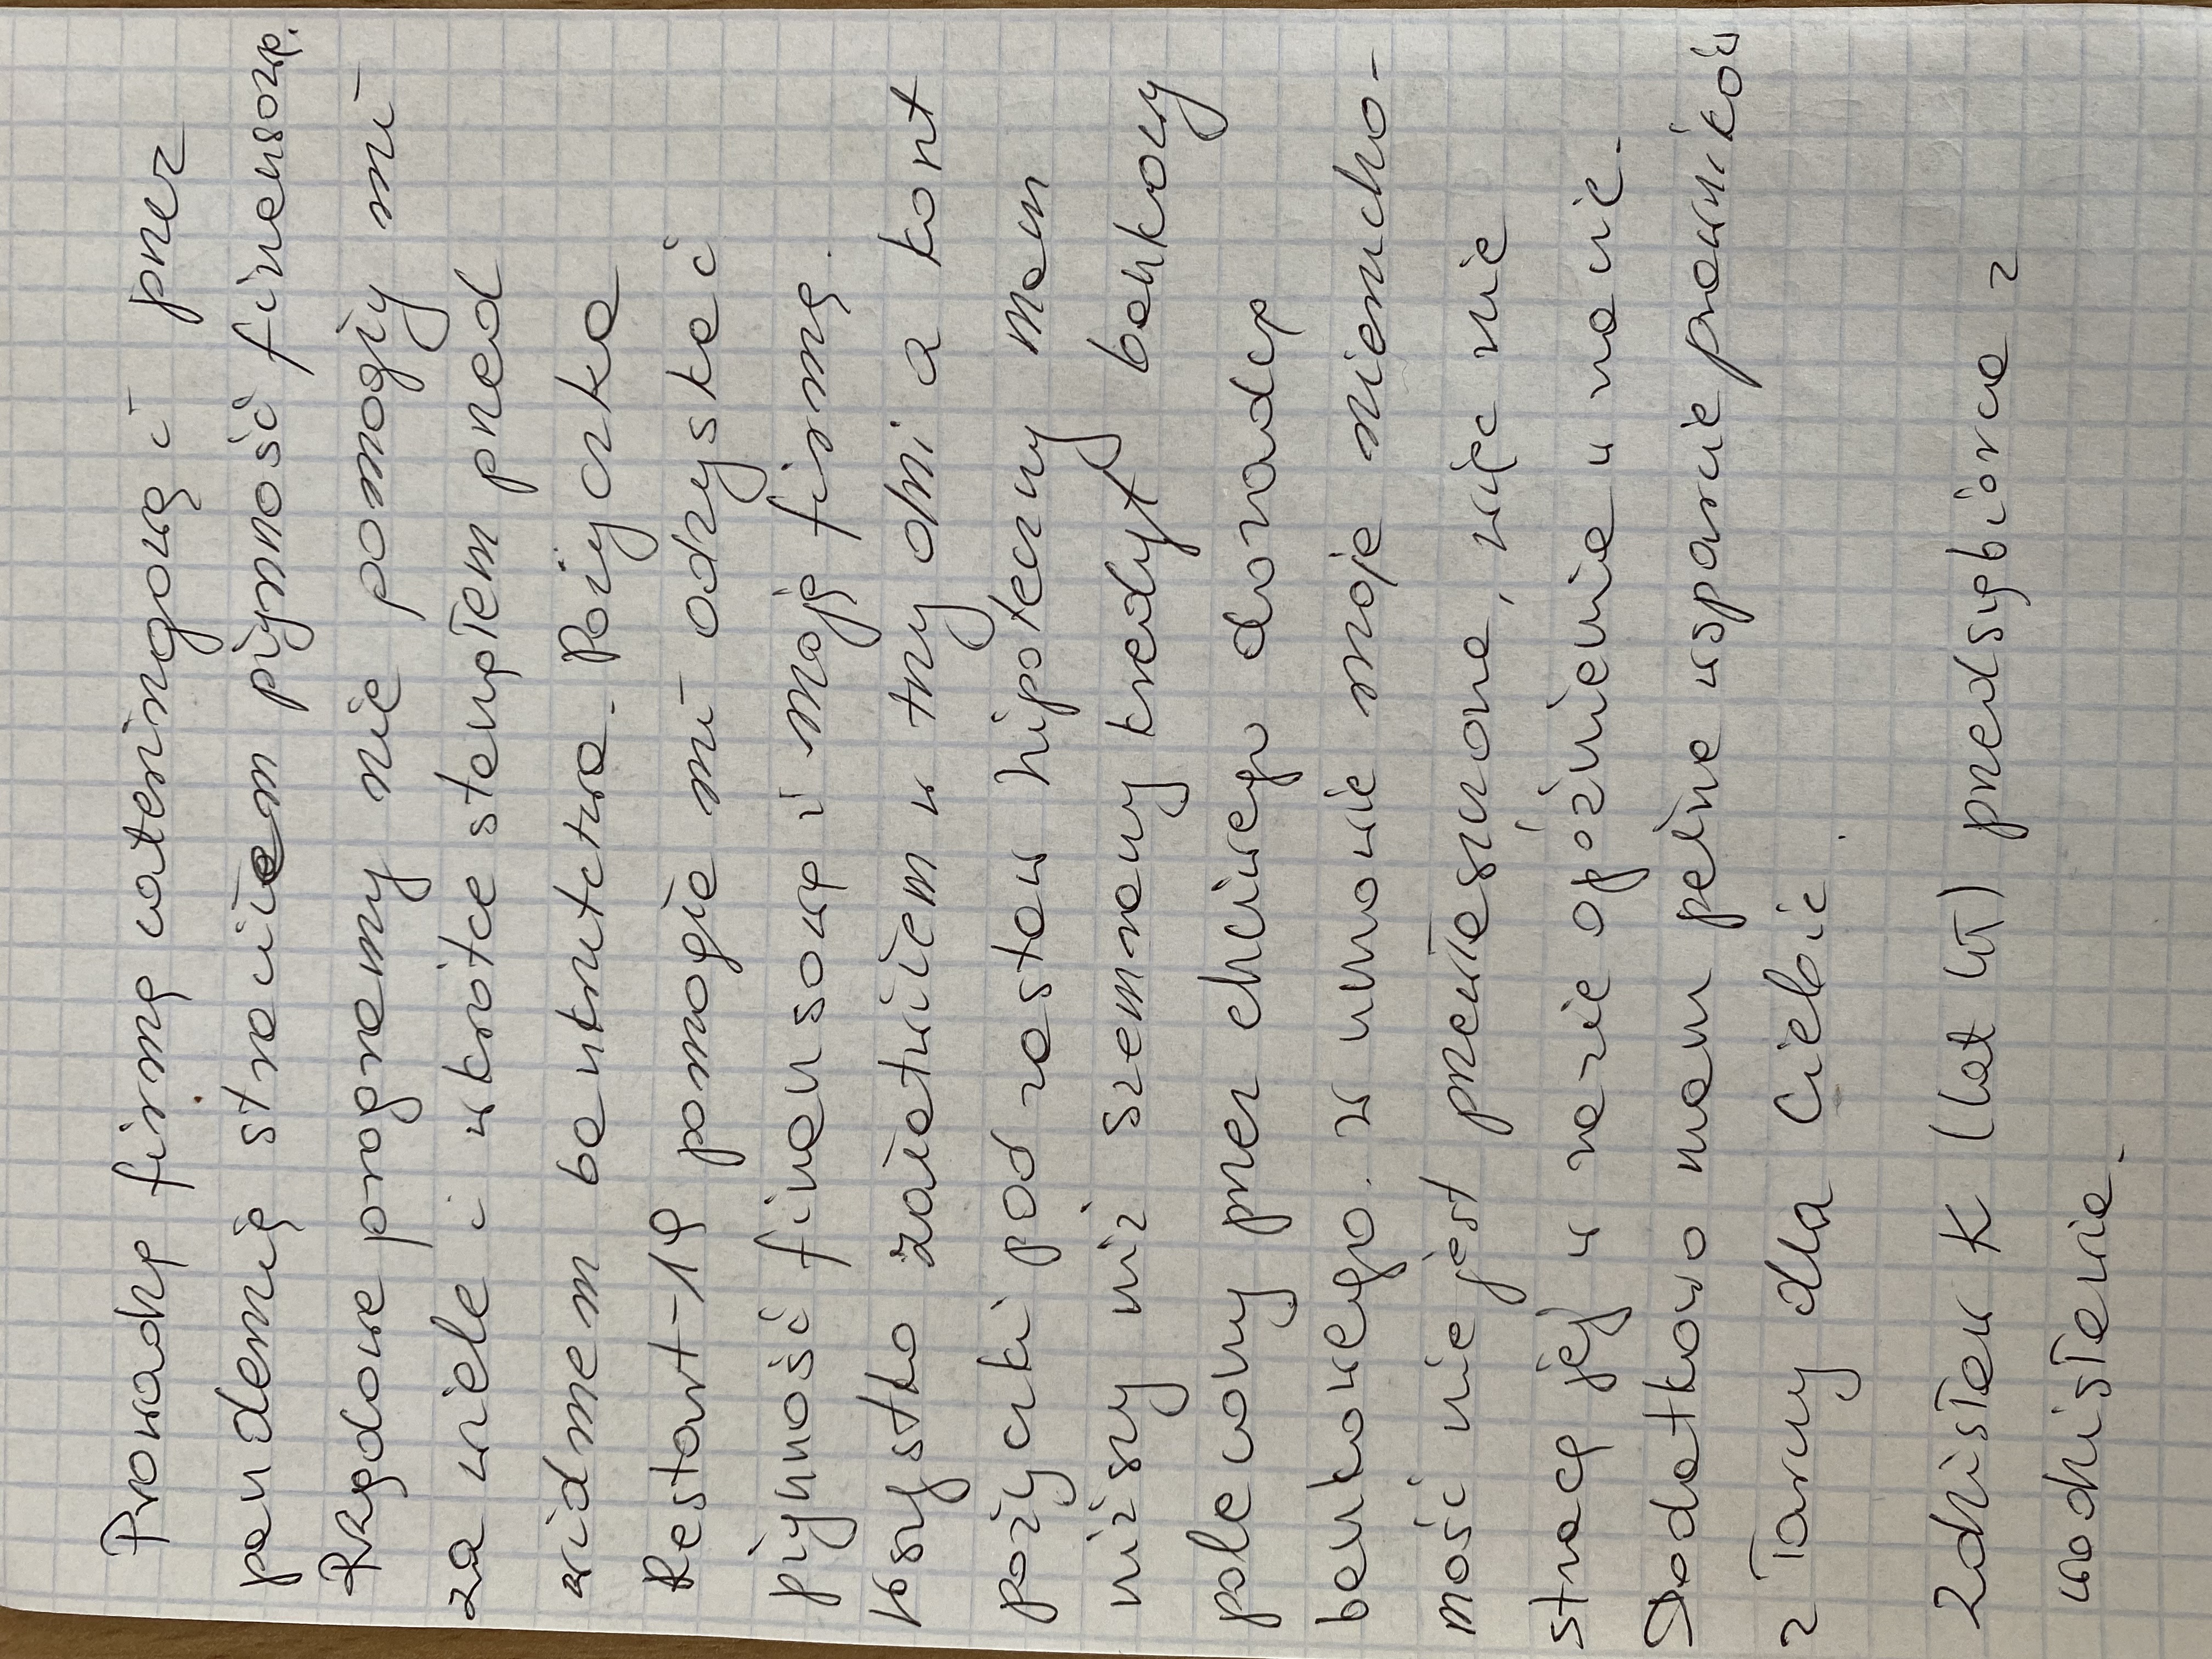 Prowadzę firmę cateringową i przez
pandemię straciłem płynność finansową.
Rządowe programy nie pomogły mi
za wiele i wkrótce stanąłem przed
widmem bankructwa. Pożyczka
Restart-19 pomogła mi odzyskać
płynność finansową i moją firmę.
Wszystko załatwiłem w trzy dni a koszt
pożyczki pod zastaw hipoteczny mam
niższy niż szemrany kredyt bankowy
polecony przez chciwego doradcę
bankowego. W umowie moja nierucho-
mość nie jest przewłaszczona, więc nie
stracę jej w razie opóźnienia w racie.
Dodatkowo mam pełne wsparcie prawników
z Tarczy dla Ciebie.
Zdzisław K (lat) przedsiębiorca z
Wodzisławia.